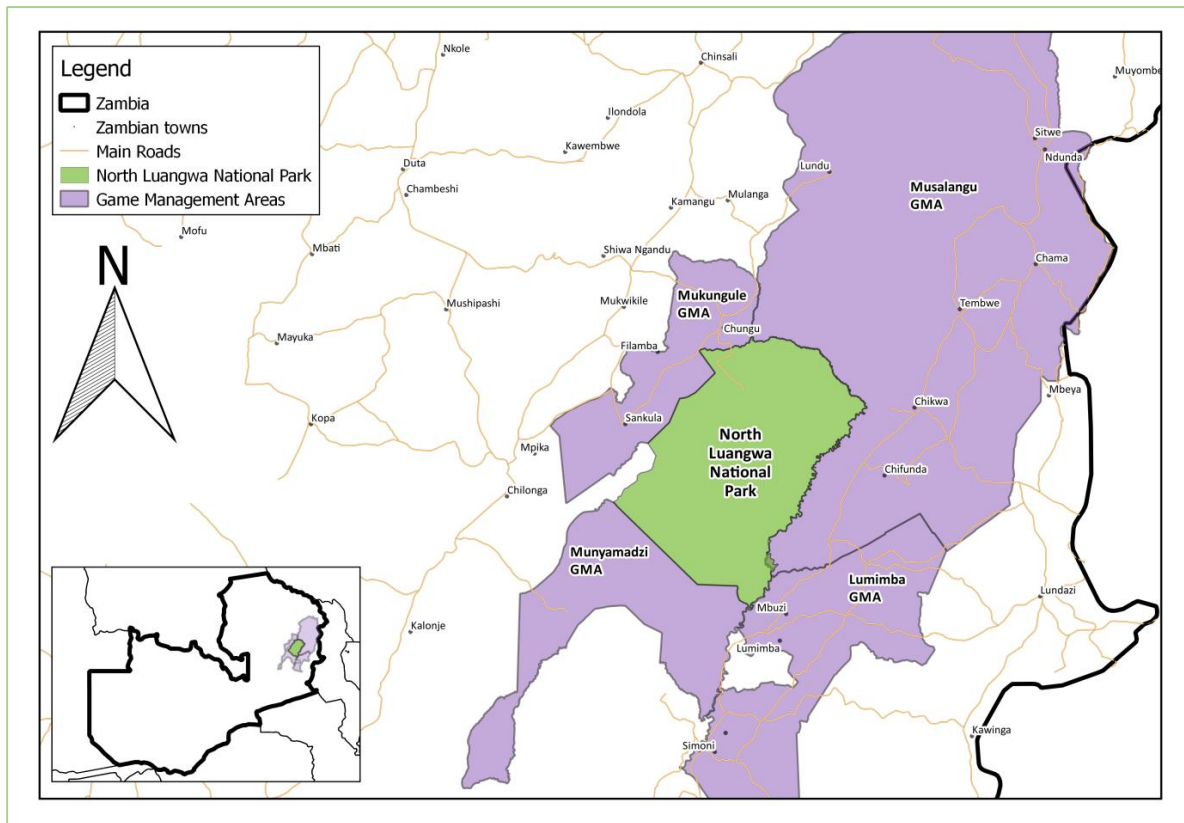 Legend
Zambia
Zambian towns
Main Roads
North Luangwa National Park
Game Management Areas
N
Nkole
Chinsali
Muyombe
Ilondola
Kawembwe
Sitwe
Ndunda
Duta
Lundu
Chambeshi
Kamangu
Mulanga
Musalangu
GMA
Mofu
Mbati
Shiwa Ngandu
Chama
Mukungule
GMA
Mushipashi
Mukwikile
Tembwe
Chungu
Mayuka
Filamba
Mbeya
Chikwa
Kopa
Sankula
North
Luangwa
National
Park
Mpika
Chifunda
Chilonga
Munyamadzi
GMA
Lumimba
GMA
Lundazi
Mbuzi
Kalonje
Lumimba
Kawinga
Simoni